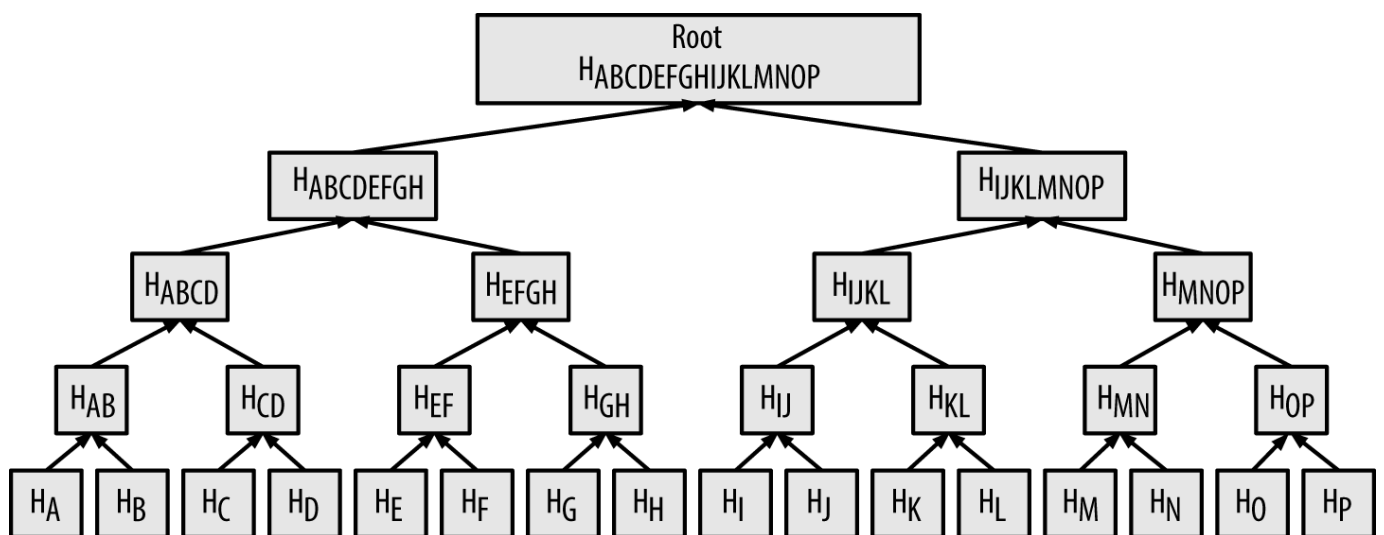 Root
HABCDEFGHIJKLMNOP
HABCDEFGH HIJKLMNOP
HABCD HEFGH HIJKL HMNOP
HAB HCD HEF HGH HIJ HKL HMN HOP
HA HB HC HD HE HF HG HH HI HJ HK HL HM HN HO HP